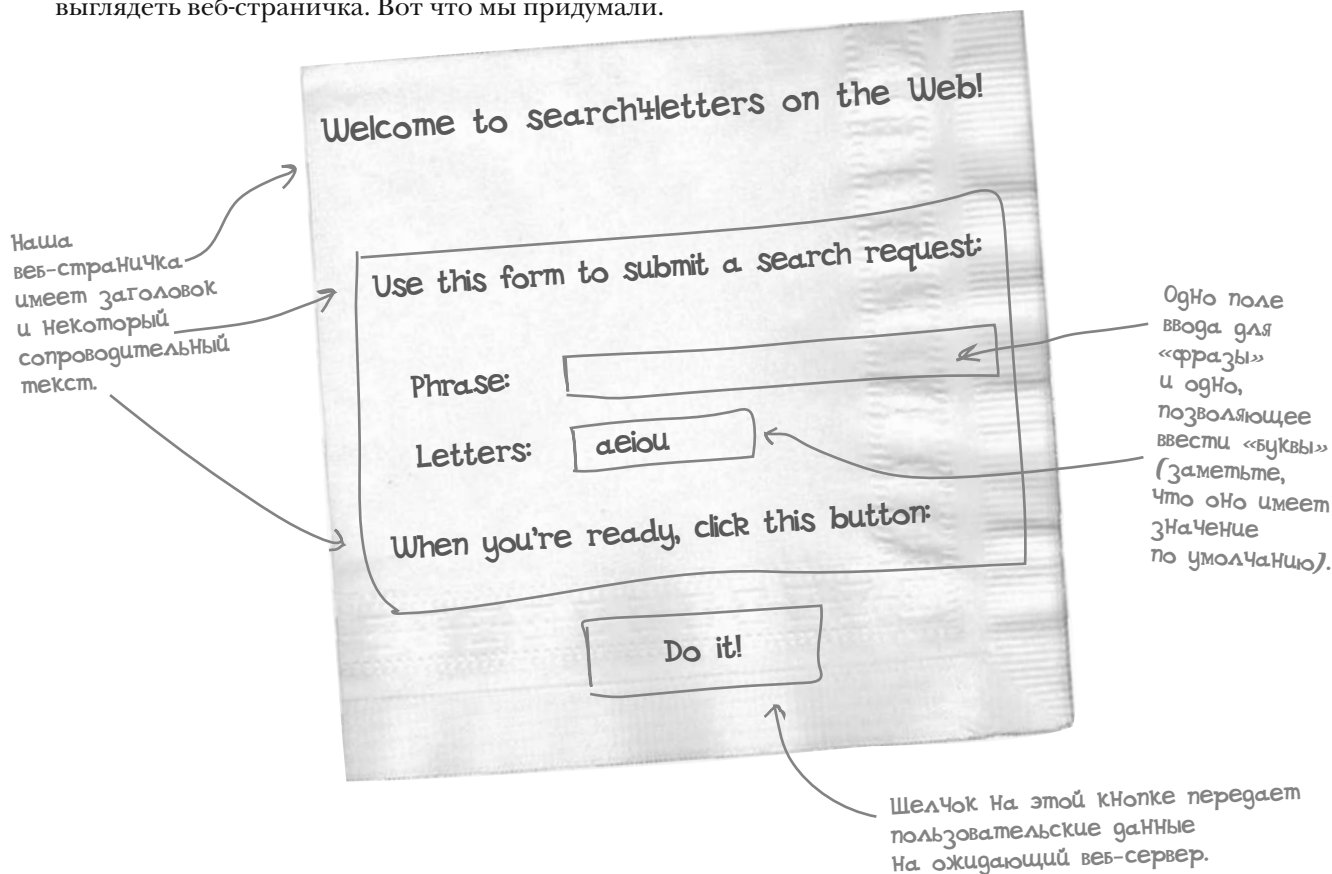 выглядеть веб-страничка. Вот что мы придумали.
Welcome to search4letters on the Web!
Наша
веб-страничка
имеет заголовок
и некоторый
сопроводительный
текст.
Use this form to submit a search request:
Phrase:
Letters:
aeiou
When you're ready, click this button:
Do it!
Одно поле
ввода для
«фразы»
и одно,
позволяющее
ввести «буквы»
(заметьте,
что оно имеет
значение
по умолчанию).
Щелчок на этой кнопке передает
пользовательские данные
на ожидающий веб-сервер.